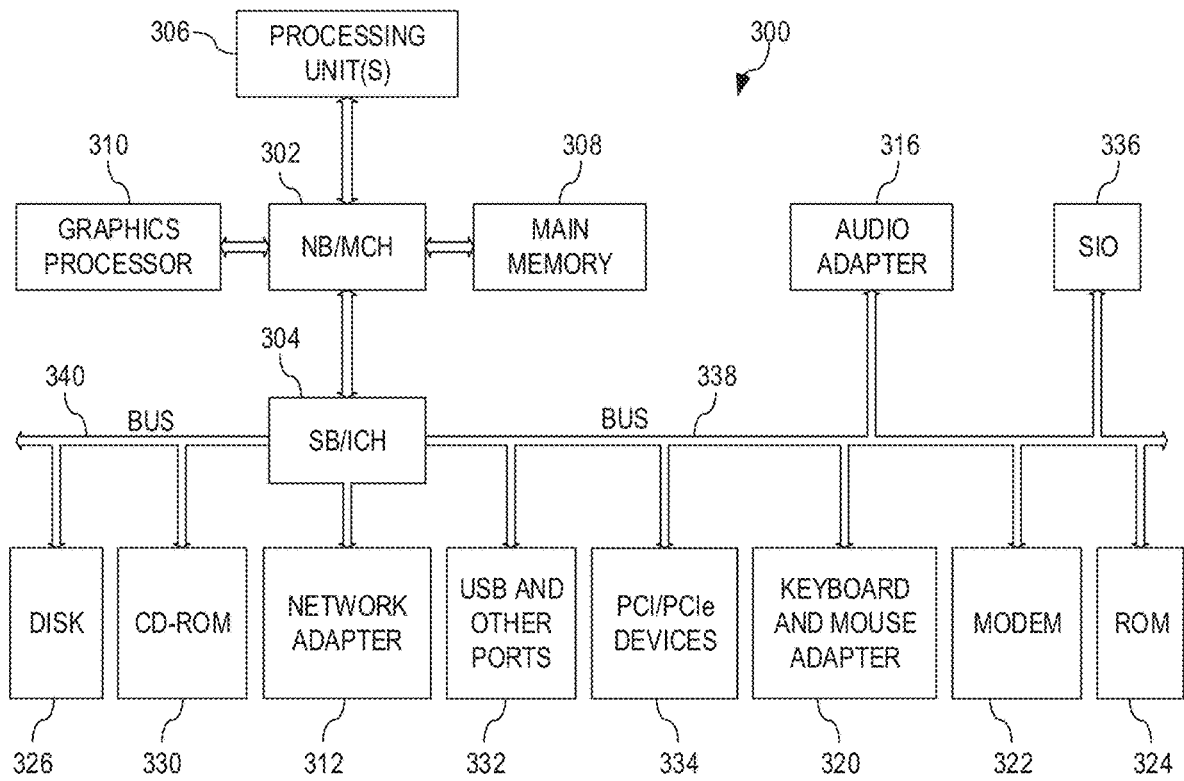 306
PROCESSING
UNIT(S)
300
310
302
308
316
336
GRAPHICS
PROCESSOR
NB/MCH
MAIN
MEMORY
AUDIO
ADAPTER
SIO
304
340
BUS
SB/ICH
BUS
338
DISK
CD-ROM
NETWORK
ADAPTER
USB AND
OTHER
PORTS
PCI/PCIe
DEVICES
KEYBOARD
AND MOUSE
ADAPTER
MODEM
ROM
326
330
312
332
334
320
322
324